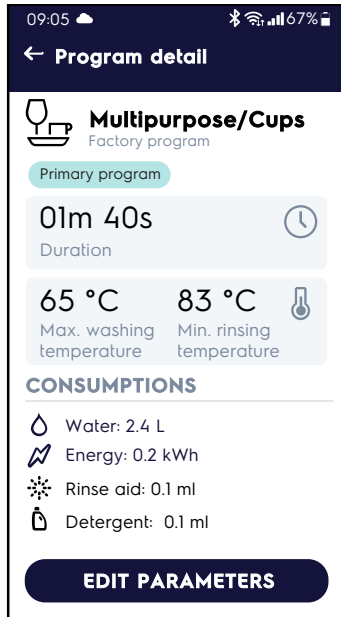 09:05 67%
Program detail
Multipurpose/Cups
Factory program
Primary program
01m 40s
Duration
65 °C 83 °C
Max. washing Min. rinsing
temperature temperature
CONSUMPTIONS
Water: 2.4 L
Energy: 0.2 kWh
Rinse aid: 0.1 ml
Detergent: 0.1 ml
EDIT PARAMETERS